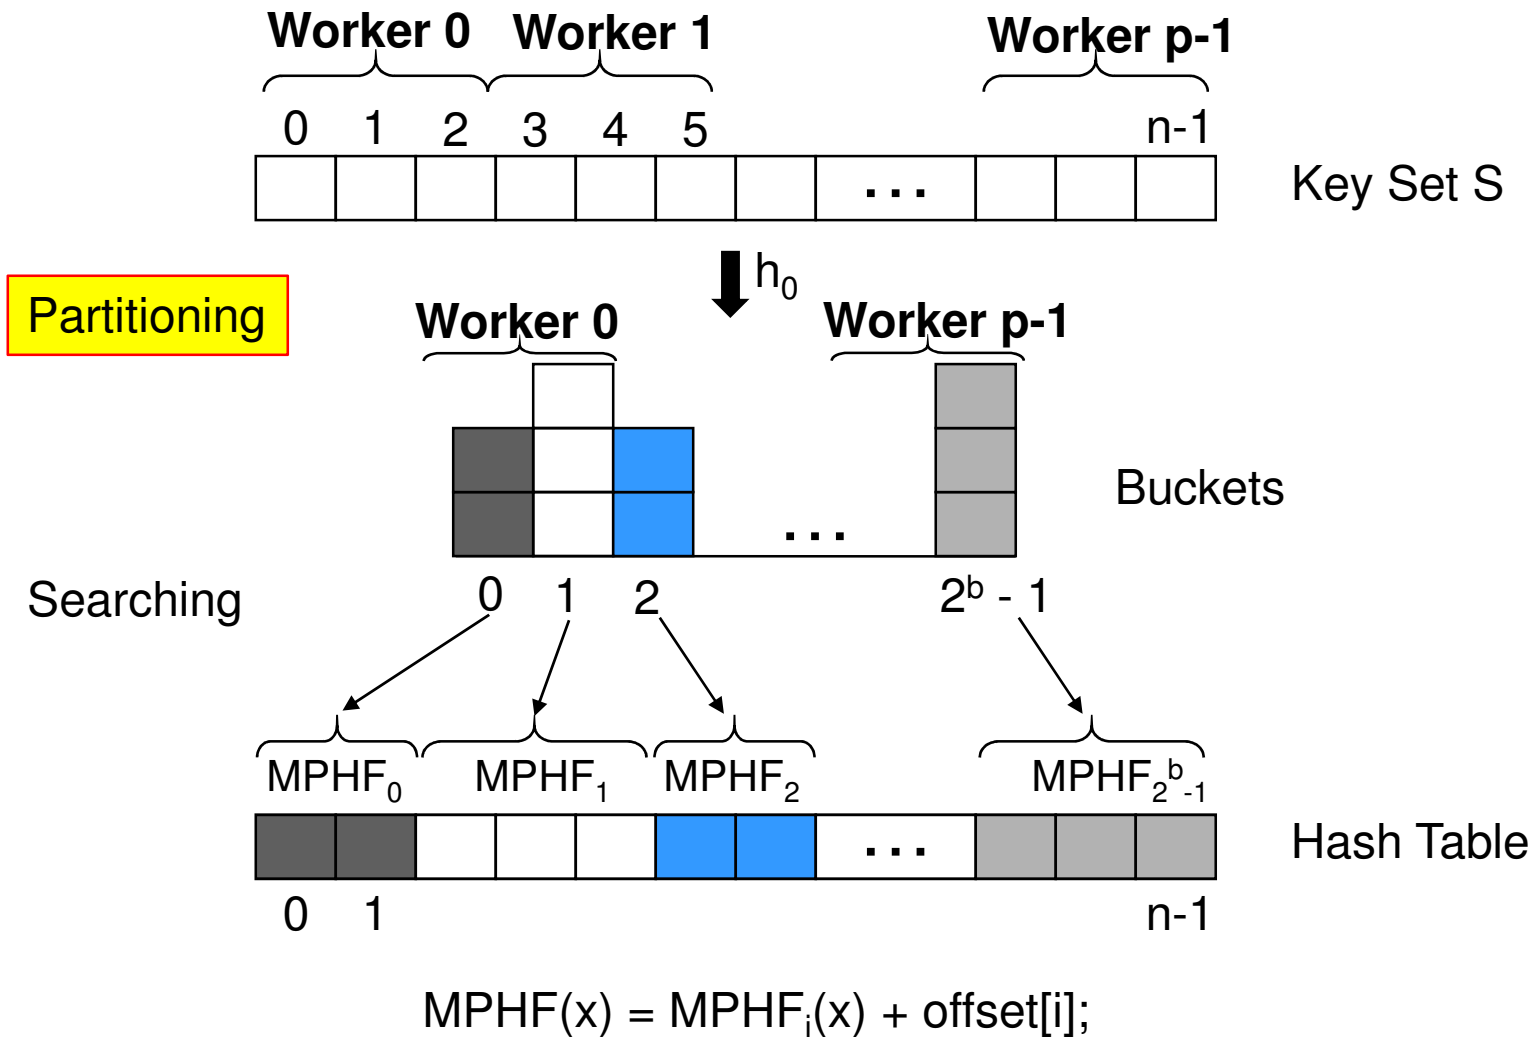 Worker 0 Worker 1 Worker p-1
0 1 2 3 4 5 n-1
... Key Set S
h0
Partitioning
Worker 0 Worker p-1
... Buckets
Searching 0 1 2 2^b - 1
MPHF0 MPHF1 MPHF2 MPHF2^b-1
... Hash Table
0 1 n-1
MPHF(x) = MPHFi(x) + offset[i];